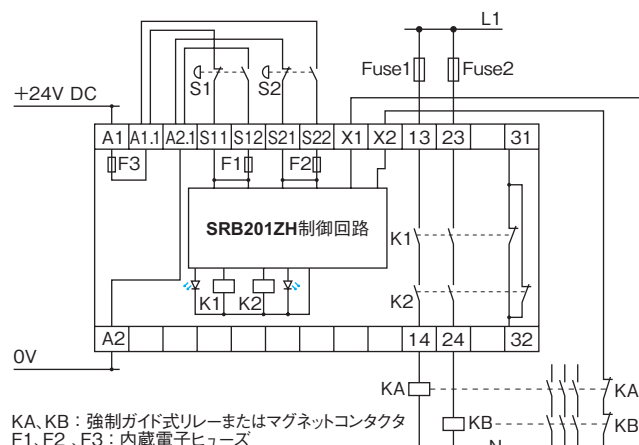 L1
Fuse1 Fuse2
S1 S2
+24V DC
A1 A1.1 A2.1 S11 S12 S21 S22 X1 X2 13 23 31
F3 F1 F2
SRB201ZH制御回路
K1
K1 K2
K2
A2 14 24 32
0V
KA KA
KB KB
N
KA、KB：強制ガイド式リレーまたはマグネットコンタクタ
F1、F2 、F3：内蔵電子ヒューズ